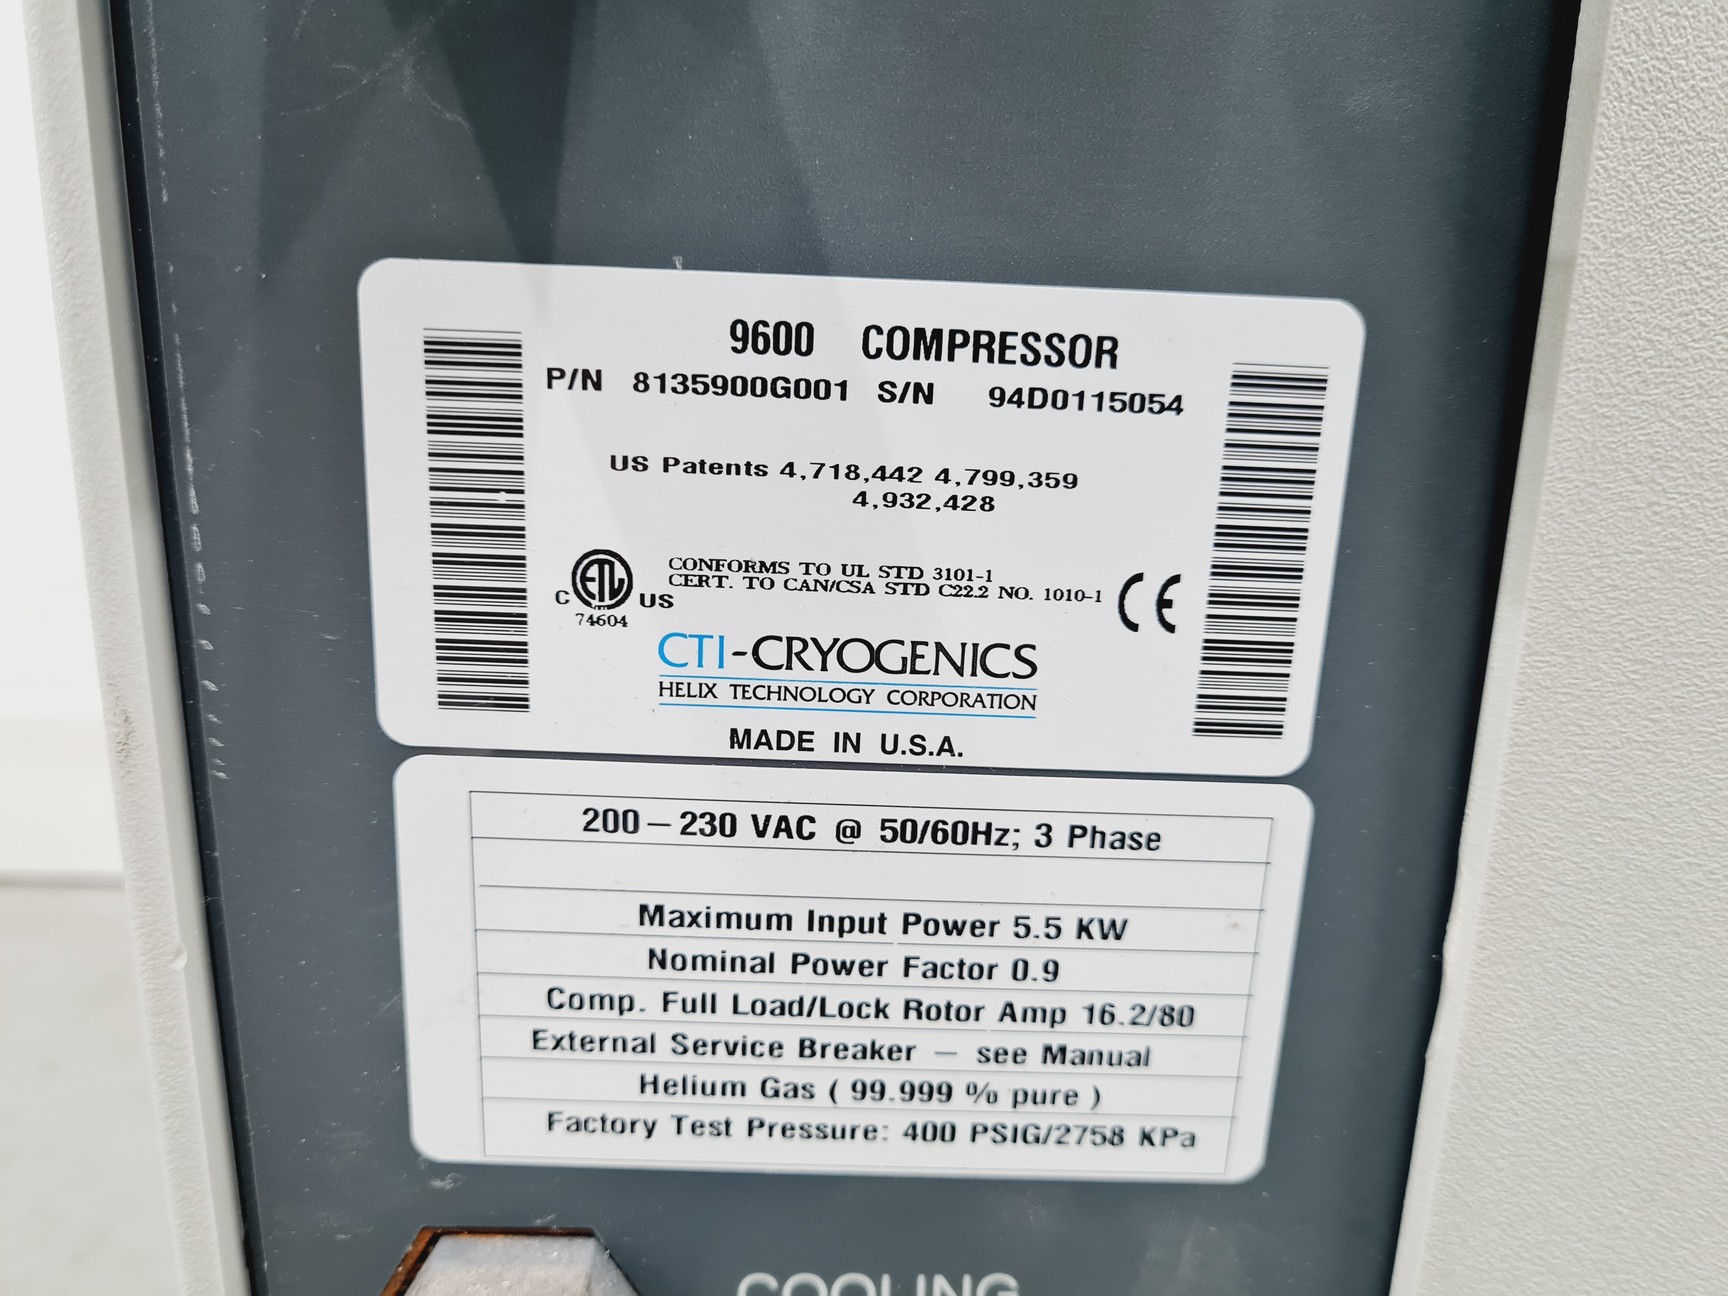 9600 COMPRESSOR
P/N 8135900G001 S/N 94D0115054
US Patents 4,718,442 4,799,359
4,932,428
CONFORMS TO UL STD 3101-1
CERT. TO CAN/CSA STD C22.2 NO. 1010-1
C ETL US
74604
CE
CTI-CRYOGENICS
HELIX TECHNOLOGY CORPORATION
MADE IN U.S.A.
200-230 VAC @ 50/60Hz; 3 Phase
Maximum Input Power 5.5 KW
Nominal Power Factor 0.9
Comp. Full Load/Lock Rotor Amp 16.2/80
External Service Breaker - see Manual
Helium Gas ( 99.999 % pure )
Factory Test Pressure: 400 PSIG/2758 KPa
COOLING